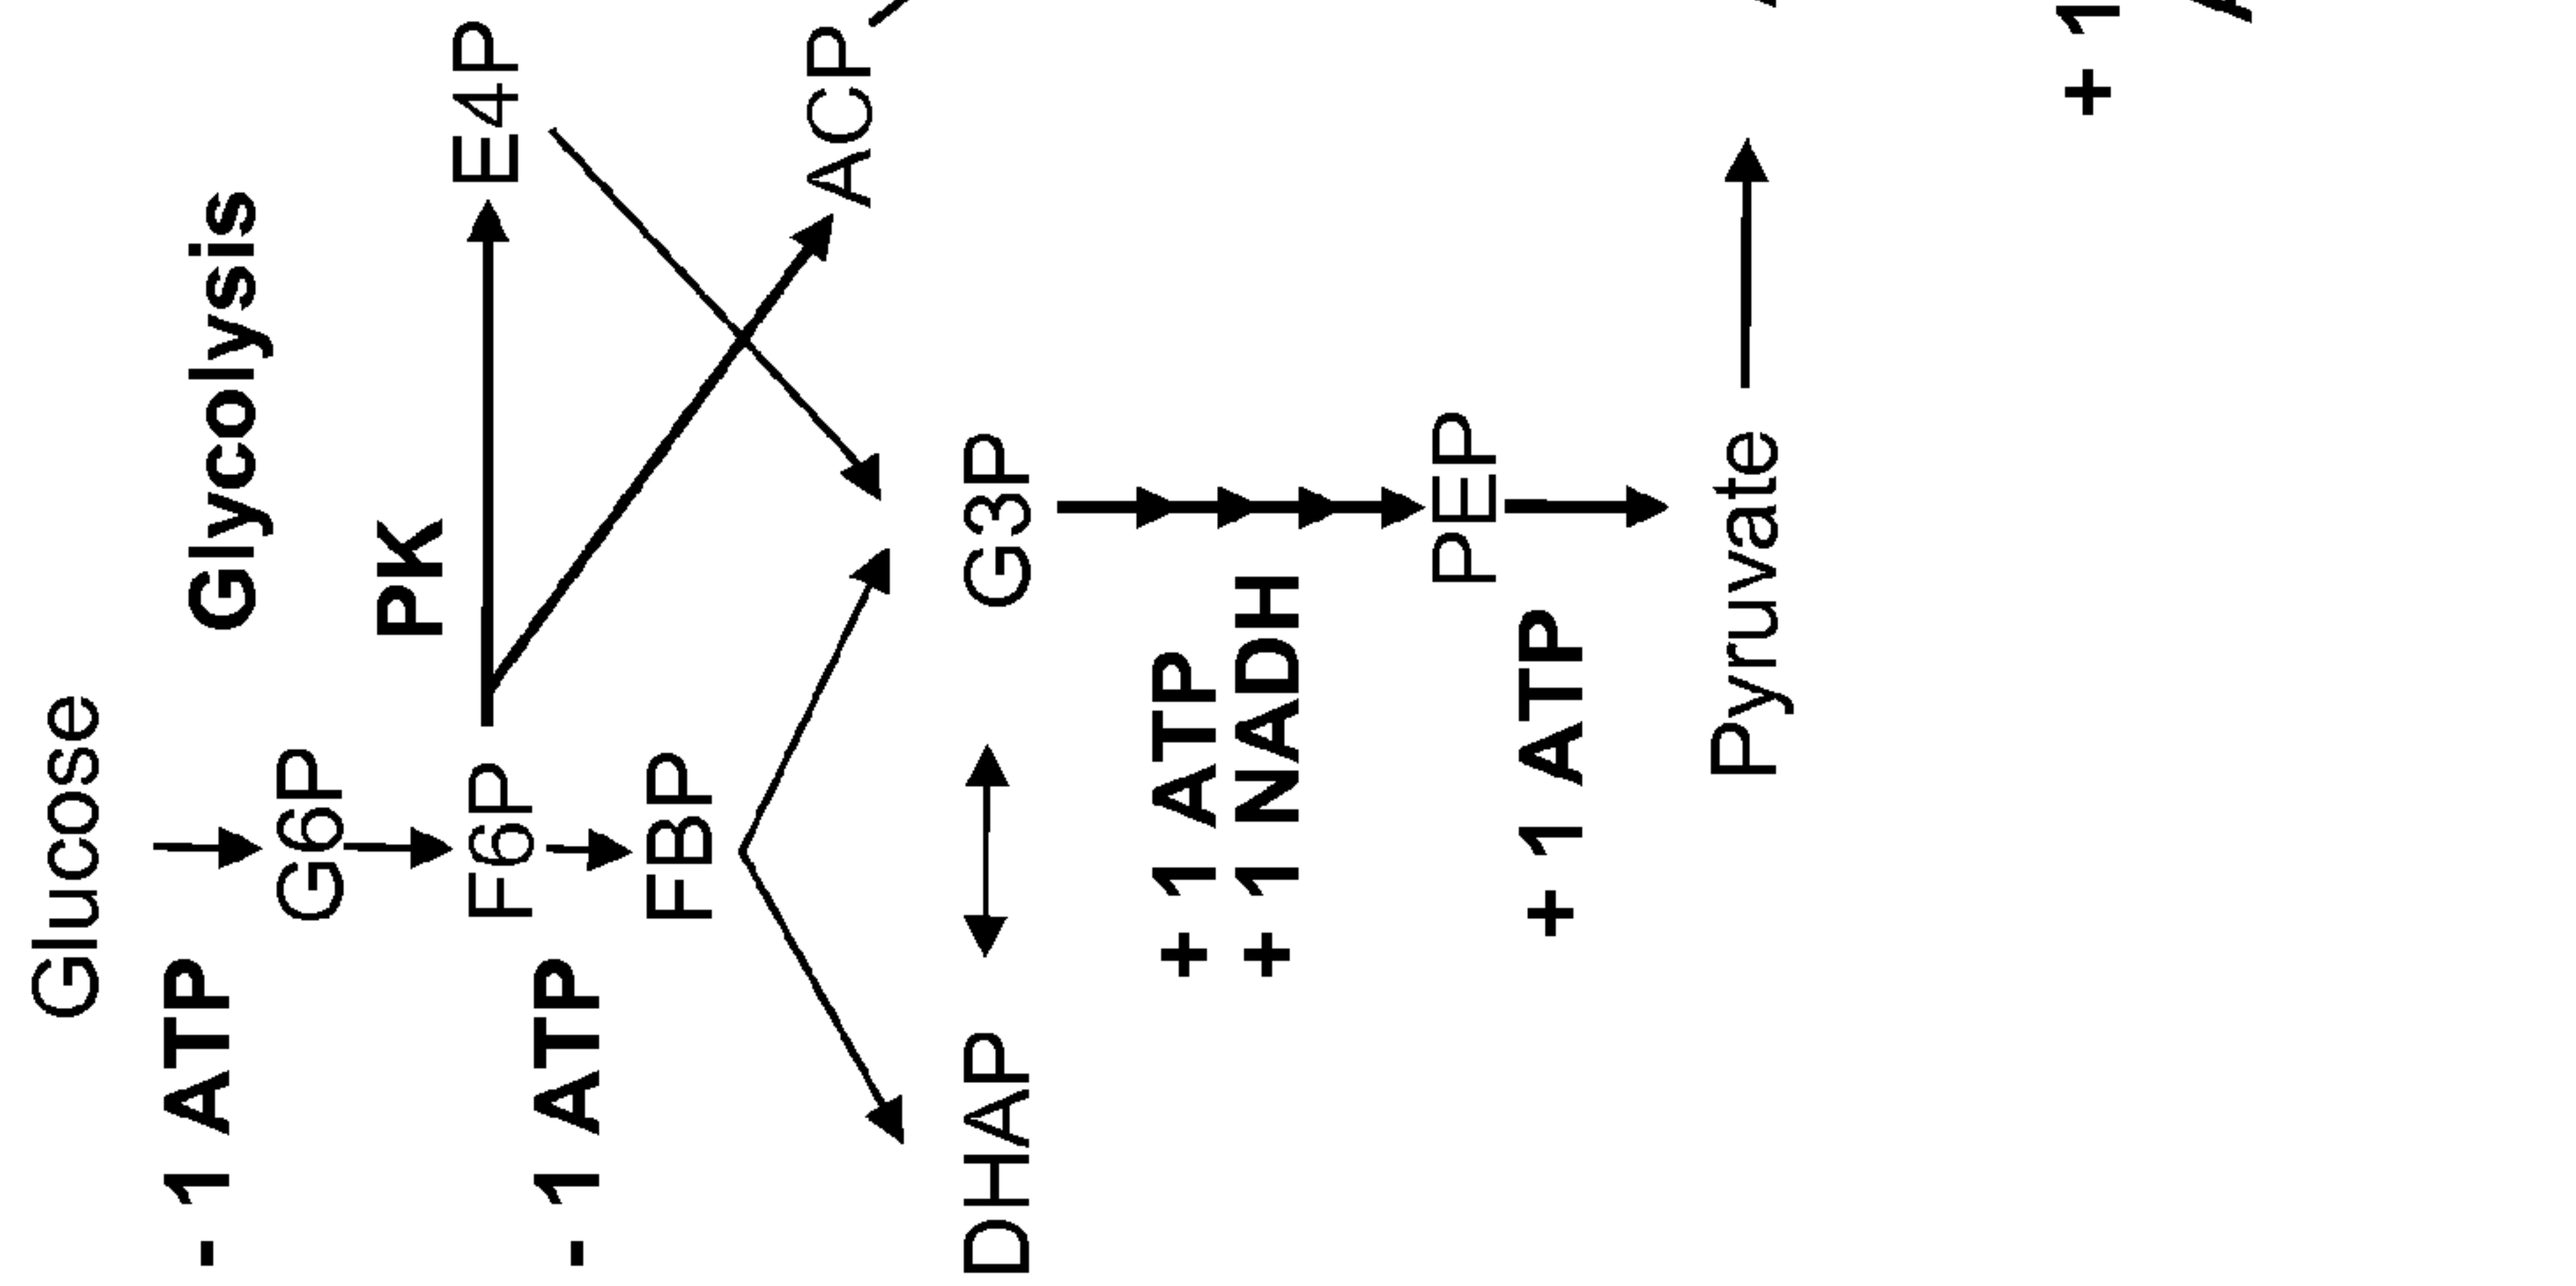 Glucose
Glycolysis
- 1 ATP
G6P
PK
F6P
E4P
- 1 ATP
FBP
ACP
DHAP
G3P
+ 1 ATP
+ 1 NADH
PEP
+ 1 ATP
Pyruvate
+ 1